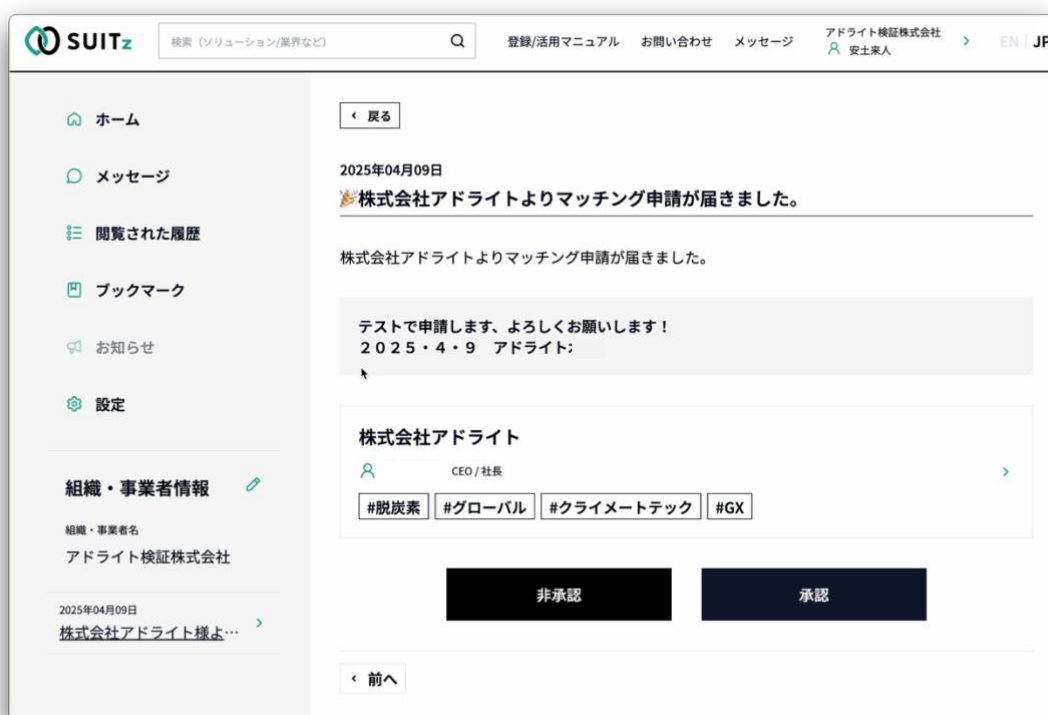 SUITz
検索（ソリューション/業界など）
登録/活用マニュアル お問い合わせ メッセージ
アドライト検証株式会社
安土来人
EN | JP
ホーム
メッセージ
閲覧された履歴
ブックマーク
お知らせ
設定
組織・事業者情報
組織・事業者名
アドライト検証株式会社
2025年04月09日
株式会社アドライト様よ…
戻る
2025年04月09日
🎉株式会社アドライトよりマッチング申請が届きました。
株式会社アドライトよりマッチング申請が届きました。
テストで申請します、よろしくお願いします！
２０２５・４・９　アドライト
株式会社アドライト
CEO / 社長
#脱炭素 #グローバル #クライメートテック #GX
非承認 承認
前へ